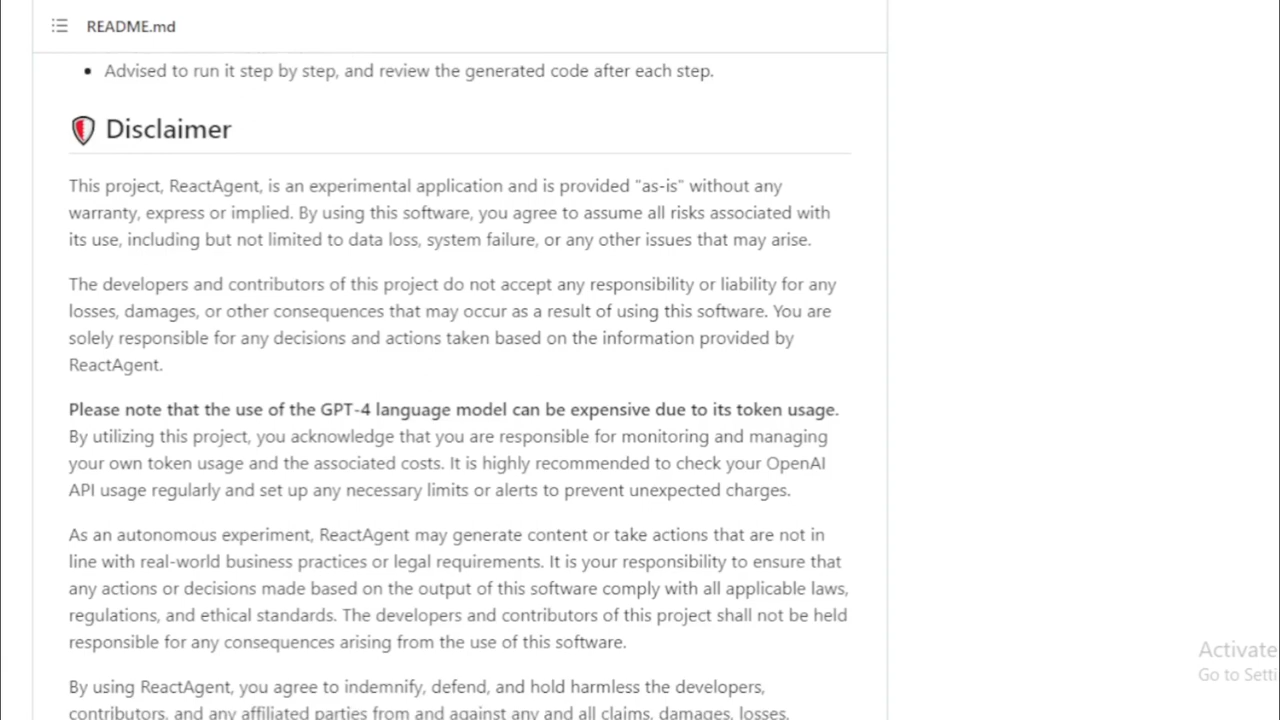 README.md
Advised to run it step by step, and review the generated code after each step.
Disclaimer
This project, ReactAgent, is an experimental application and is provided "as-is" without any
warranty, express or implied. By using this software, you agree to assume all risks associated with
its use, including but not limited to data loss, system failure, or any other issues that may arise.
The developers and contributors of this project do not accept any responsibility or liability for any
losses, damages, or other consequences that may occur as a result of using this software. You are
solely responsible for any decisions and actions taken based on the information provided by
ReactAgent.
Please note that the use of the GPT-4 language model can be expensive due to its token usage.
By utilizing this project, you acknowledge that you are responsible for monitoring and managing
your own token usage and the associated costs. It is highly recommended to check your OpenAI
API usage regularly and set up any necessary limits or alerts to prevent unexpected charges.
As an autonomous experiment, ReactAgent may generate content or take actions that are not in
line with real-world business practices or legal requirements. It is your responsibility to ensure that
any actions or decisions made based on the output of this software comply with all applicable laws,
regulations, and ethical standards. The developers and contributors of this project shall not be held
responsible for any consequences arising from the use of this software.
By using ReactAgent, you agree to indemnify, defend, and hold harmless the developers,
contributors, and any affiliated parties from and against any and all claims, damages, losses,
Activate
Go to Setti